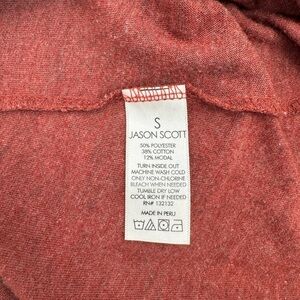 S
JASON SCOTT
50% POLYESTER
38% COTTON
12% MODAL
TURN INSIDE OUT
MACHINE WASH COLD
ONLY NON-CHLORINE
BLEACH WHEN NEEDED
TUMBLE DRY LOW
COOL IRON IF NEEDED
RN# 132132
MADE IN PERU